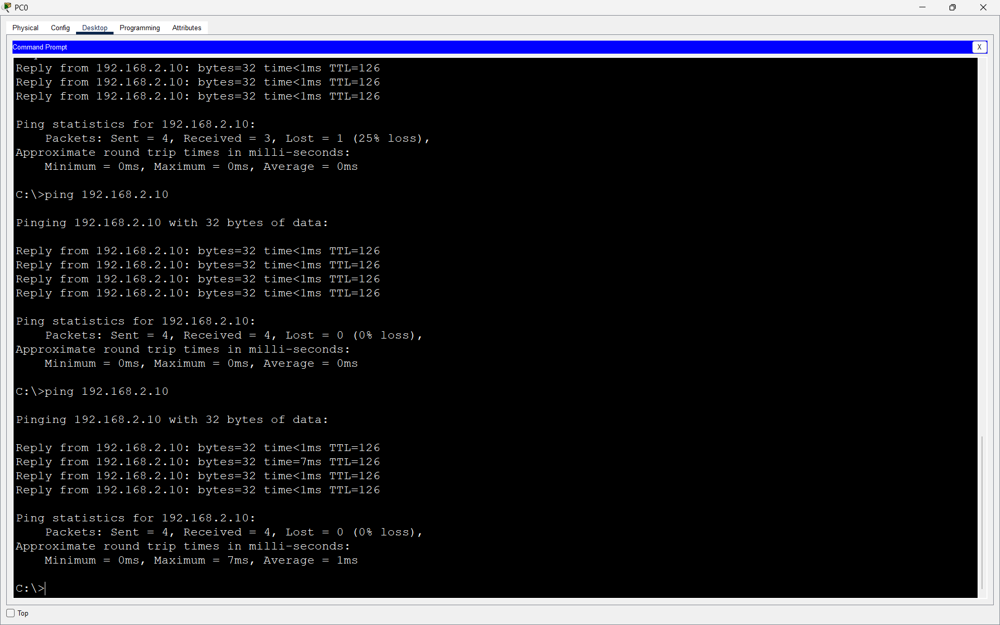 PC0
Physical Config Desktop Programming Attributes
Command Prompt
X
Reply from 192.168.2.10: bytes=32 time<1ms TTL=126
Reply from 192.168.2.10: bytes=32 time<1ms TTL=126
Reply from 192.168.2.10: bytes=32 time<1ms TTL=126
Ping statistics for 192.168.2.10:
Packets: Sent = 4, Received = 3, Lost = 1 (25% loss),
Approximate round trip times in milli-seconds:
Minimum = 0ms, Maximum = 0ms, Average = 0ms
C:\>ping 192.168.2.10
Pinging 192.168.2.10 with 32 bytes of data:
Reply from 192.168.2.10: bytes=32 time<1ms TTL=126
Reply from 192.168.2.10: bytes=32 time<1ms TTL=126
Reply from 192.168.2.10: bytes=32 time<1ms TTL=126
Reply from 192.168.2.10: bytes=32 time<1ms TTL=126
Ping statistics for 192.168.2.10:
Packets: Sent = 4, Received = 4, Lost = 0 (0% loss),
Approximate round trip times in milli-seconds:
Minimum = 0ms, Maximum = 0ms, Average = 0ms
C:\>ping 192.168.2.10
Pinging 192.168.2.10 with 32 bytes of data:
Reply from 192.168.2.10: bytes=32 time<1ms TTL=126
Reply from 192.168.2.10: bytes=32 time=7ms TTL=126
Reply from 192.168.2.10: bytes=32 time<1ms TTL=126
Reply from 192.168.2.10: bytes=32 time<1ms TTL=126
Ping statistics for 192.168.2.10:
Packets: Sent = 4, Received = 4, Lost = 0 (0% loss),
Approximate round trip times in milli-seconds:
Minimum = 0ms, Maximum = 7ms, Average = 1ms
C:\>
Top